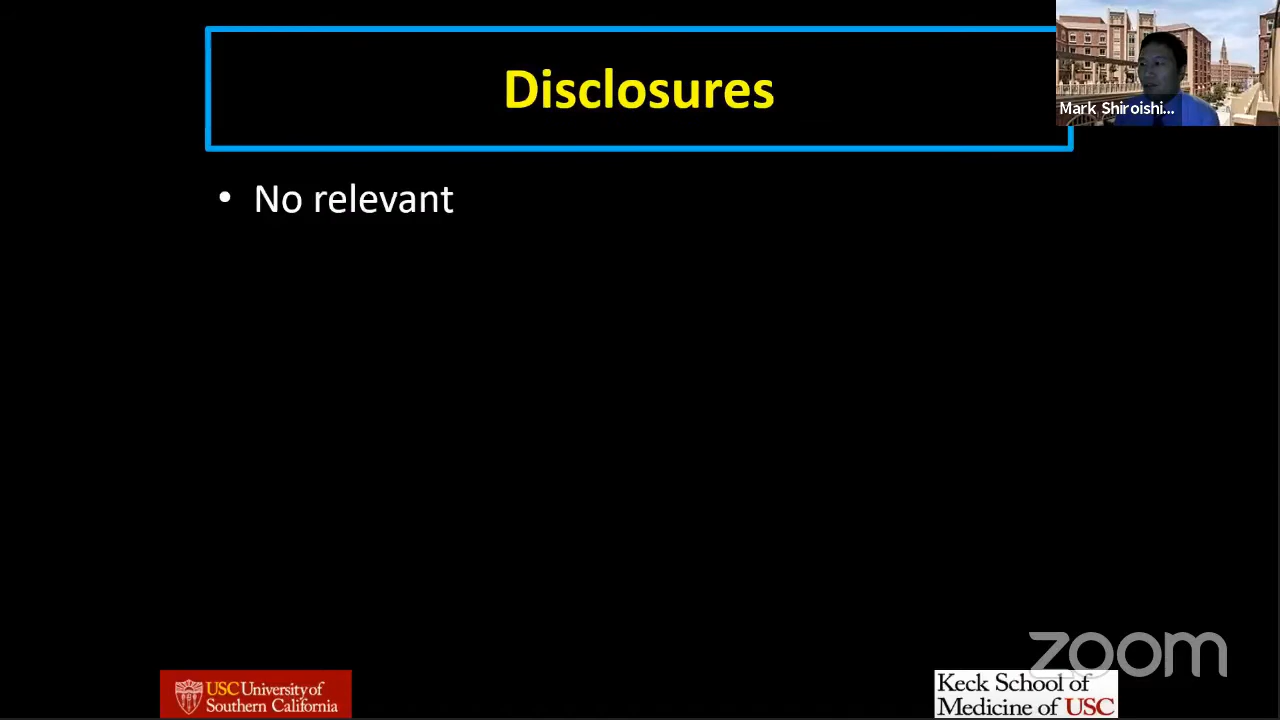 Disclosures
Mark Shiroishi...
• No relevant
zoom
USC University of
Southern California
Keck School of
Medicine of USC